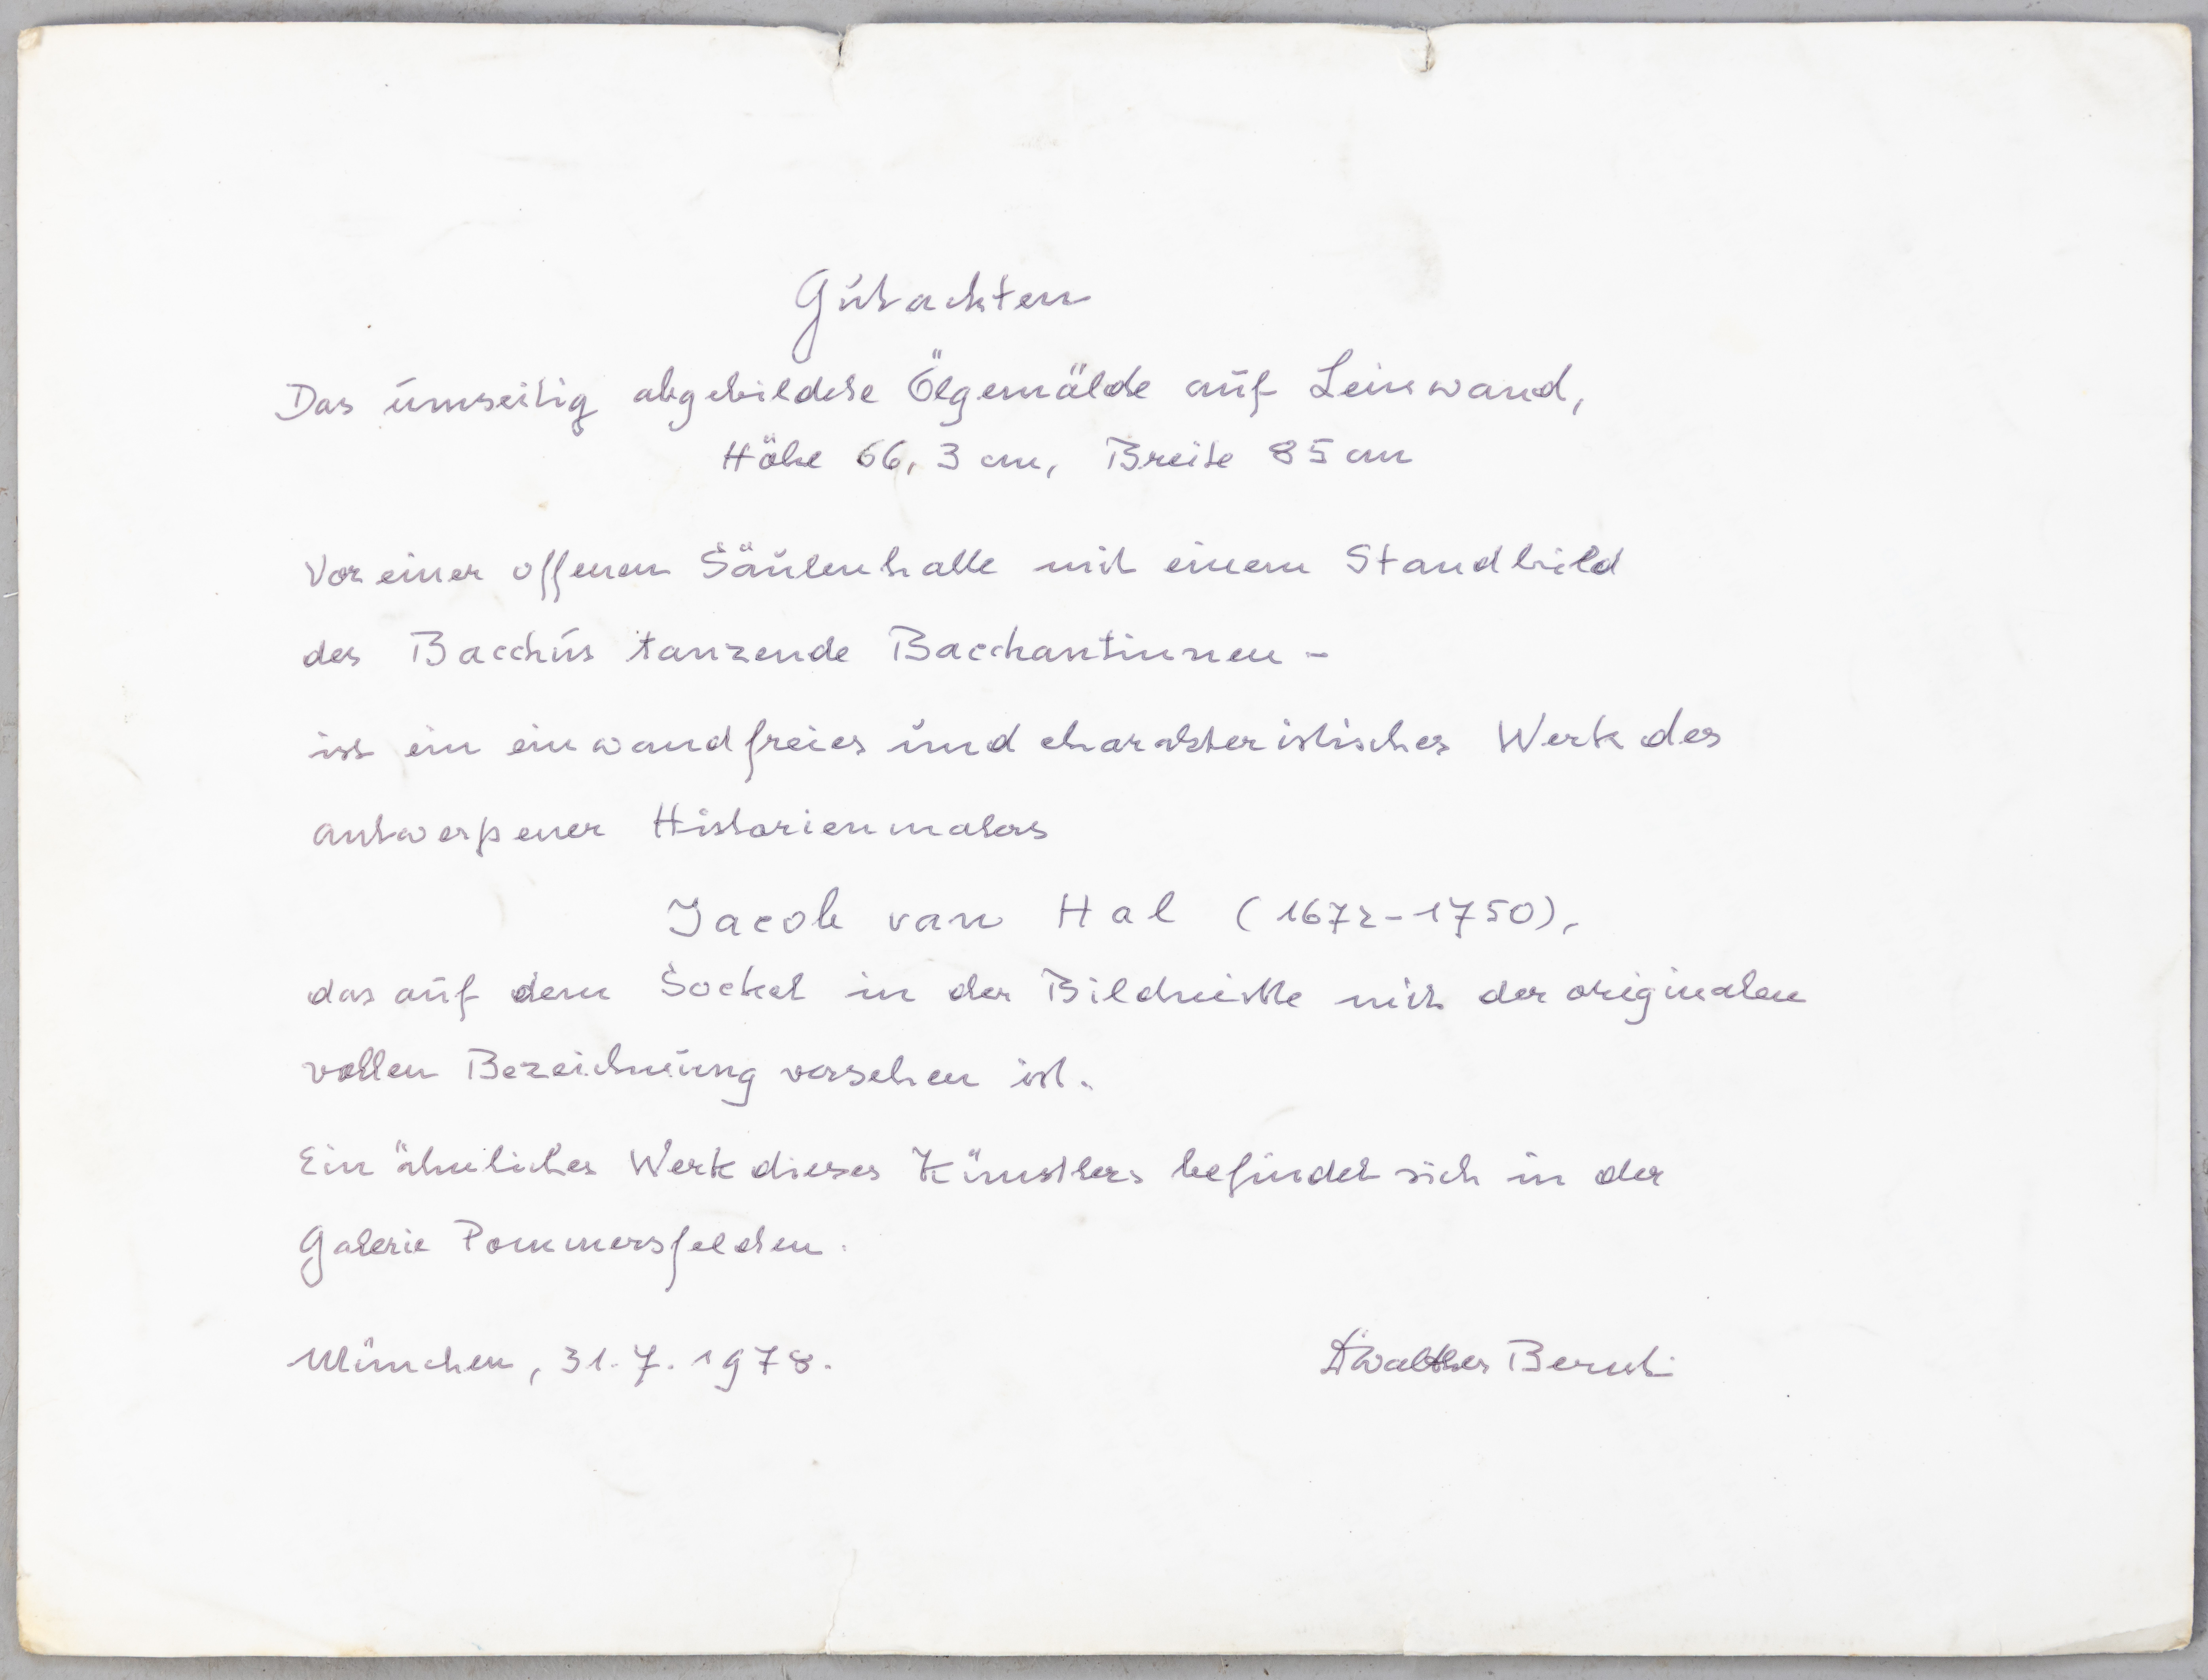 Gutachten
Das umseitig abgebildete Ölgemälde auf Leinwand,
Höhe 66,3 cm, Breite 85 cm
Vor einer offenen Säulenhalle mit einem Standbild
des Bacchus tanzende Bacchantinnen -
ist ein einwandfreies und charakteristisches Werk des
antwerpener Historienmalers
Jacob van Hal (1672-1750),
das auf dem Sockel in der Bildmitte mit der originalen
vollen Bezeichnung versehen ist.
Ein ähnliches Werk dieses Künstlers befindet sich in der
Galerie Pommersfelden.
München, 31.7.1978.
Dr Walther Bernt